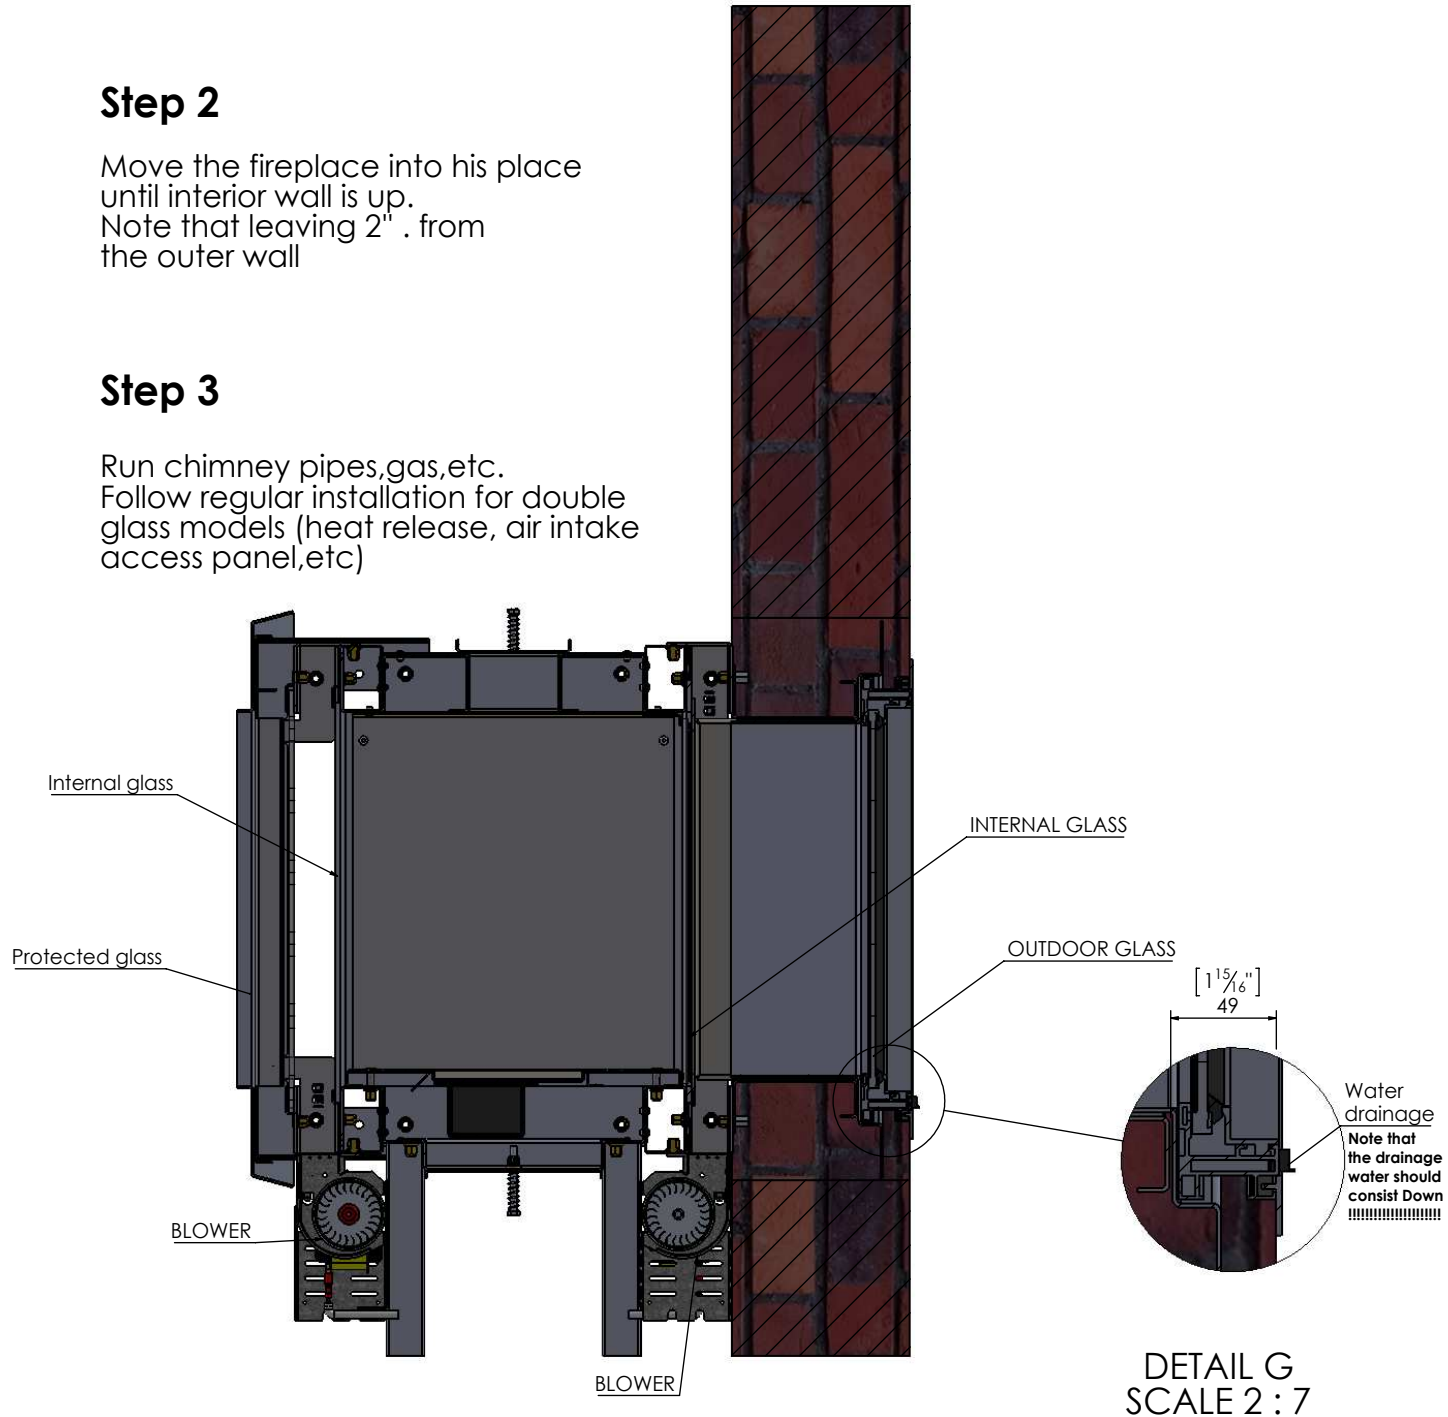 Step 2
Move the fireplace into his place
until interior wall is up.
Note that leaving 2" . from
the outer wall
Step 3
Run chimney pipes,gas,etc.
Follow regular installation for double
glass models (heat release, air intake
access panel,etc)
Internal glass
INTERNAL GLASS
Protected glass
OUTDOOR GLASS
[1 15/16"]
49
Water
drainage
Note that
the drainage
water should
consist Down
!!!!!!!!!!!!!!!!!!!!!
BLOWER
BLOWER
DETAIL G
SCALE 2 : 7